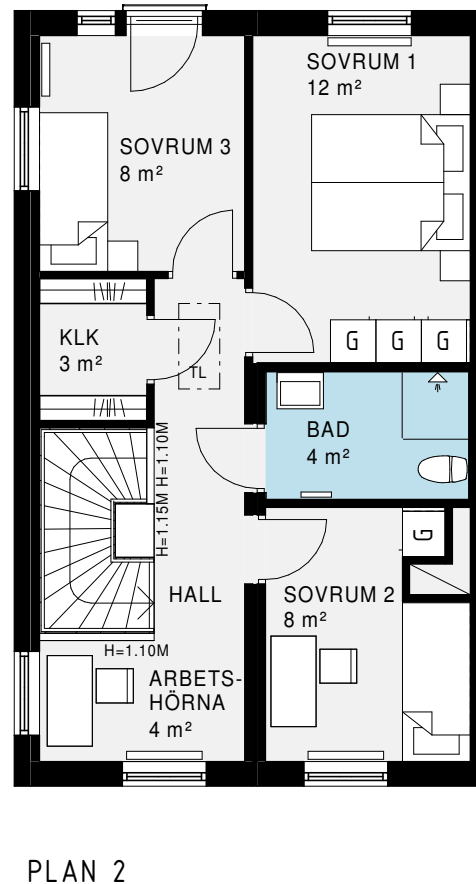 SOVRUM 1
12 m²
SOVRUM 3
8 m²
G G G
KLK
3 m²
TL
BAD
4 m²
H=1.15M H=1.10M
G
HALL
SOVRUM 2
8 m²
H=1.10M
ARBETS-
HÖRNA
4 m²
PLAN 2